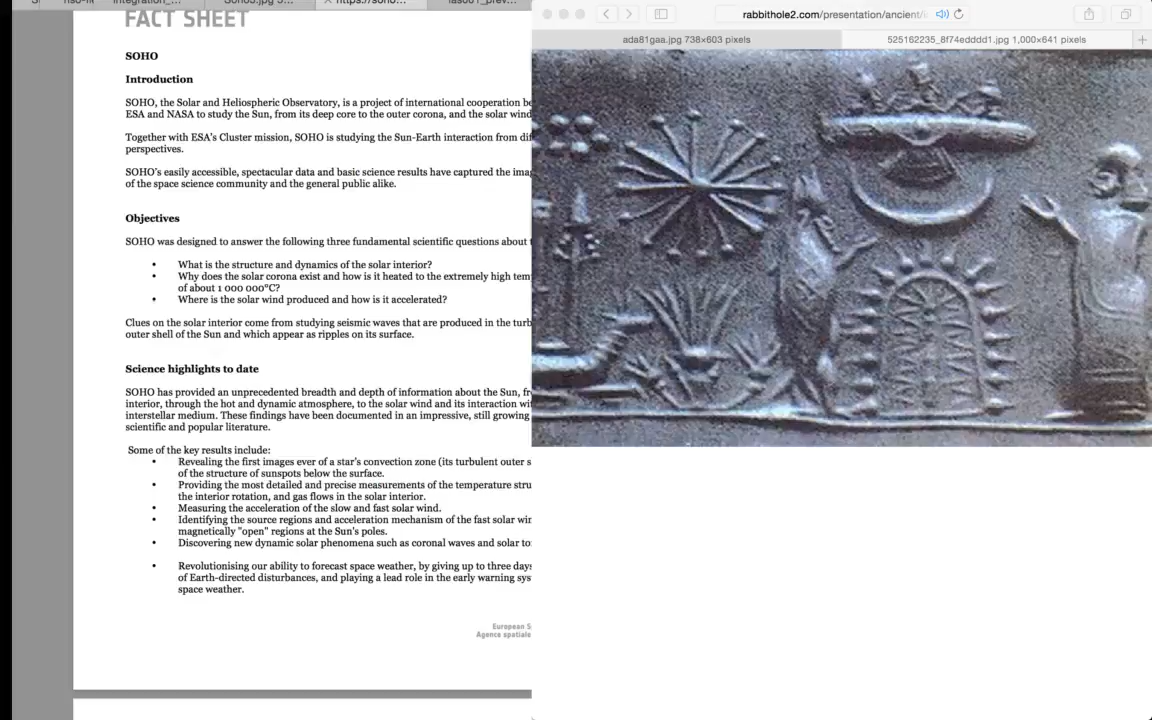 integration_...
https://soho...
rabbithole2.com/presentation/ancient/
ada81gaa.jpg 738×603 pixels
525162235_8f74edddd1.jpg 1,000×641 pixels
FACT SHEET
SOHO
Introduction
SOHO, the Solar and Heliospheric Observatory, is a project of international cooperation be
ESA and NASA to study the Sun, from its deep core to the outer corona, and the solar wind
Together with ESA's Cluster mission, SOHO is studying the Sun-Earth interaction from dif
perspectives.
SOHO's easily accessible, spectacular data and basic science results have captured the imag
of the space science community and the general public alike.
Objectives
SOHO was designed to answer the following three fundamental scientific questions about t
• What is the structure and dynamics of the solar interior?
• Why does the solar corona exist and how is it heated to the extremely high tem
of about 1 000 000°C?
• Where is the solar wind produced and how is it accelerated?
Clues on the solar interior come from studying seismic waves that are produced in the turb
outer shell of the Sun and which appear as ripples on its surface.
Science highlights to date
SOHO has provided an unprecedented breadth and depth of information about the Sun, fr
interior, through the hot and dynamic atmosphere, to the solar wind and its interaction wi
interstellar medium. These findings have been documented in an impressive, still growing
scientific and popular literature.
Some of the key results include:
• Revealing the first images ever of a star's convection zone (its turbulent outer s
of the structure of sunspots below the surface.
• Providing the most detailed and precise measurements of the temperature stru
the interior rotation, and gas flows in the solar interior.
• Measuring the acceleration of the slow and fast solar wind.
• Identifying the source regions and acceleration mechanism of the fast solar win
magnetically "open" regions at the Sun's poles.
• Discovering new dynamic solar phenomena such as coronal waves and solar to
• Revolutionising our ability to forecast space weather, by giving up to three days
of Earth-directed disturbances, and playing a lead role in the early warning sys
space weather.
European S
Agence spatiale